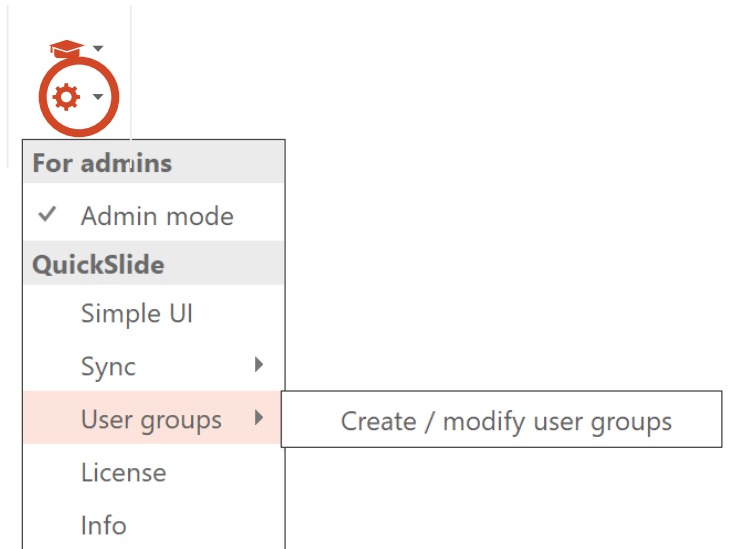 For admins
Admin mode
QuickSlide
Simple UI
Sync
User groups
Create / modify user groups
License
Info